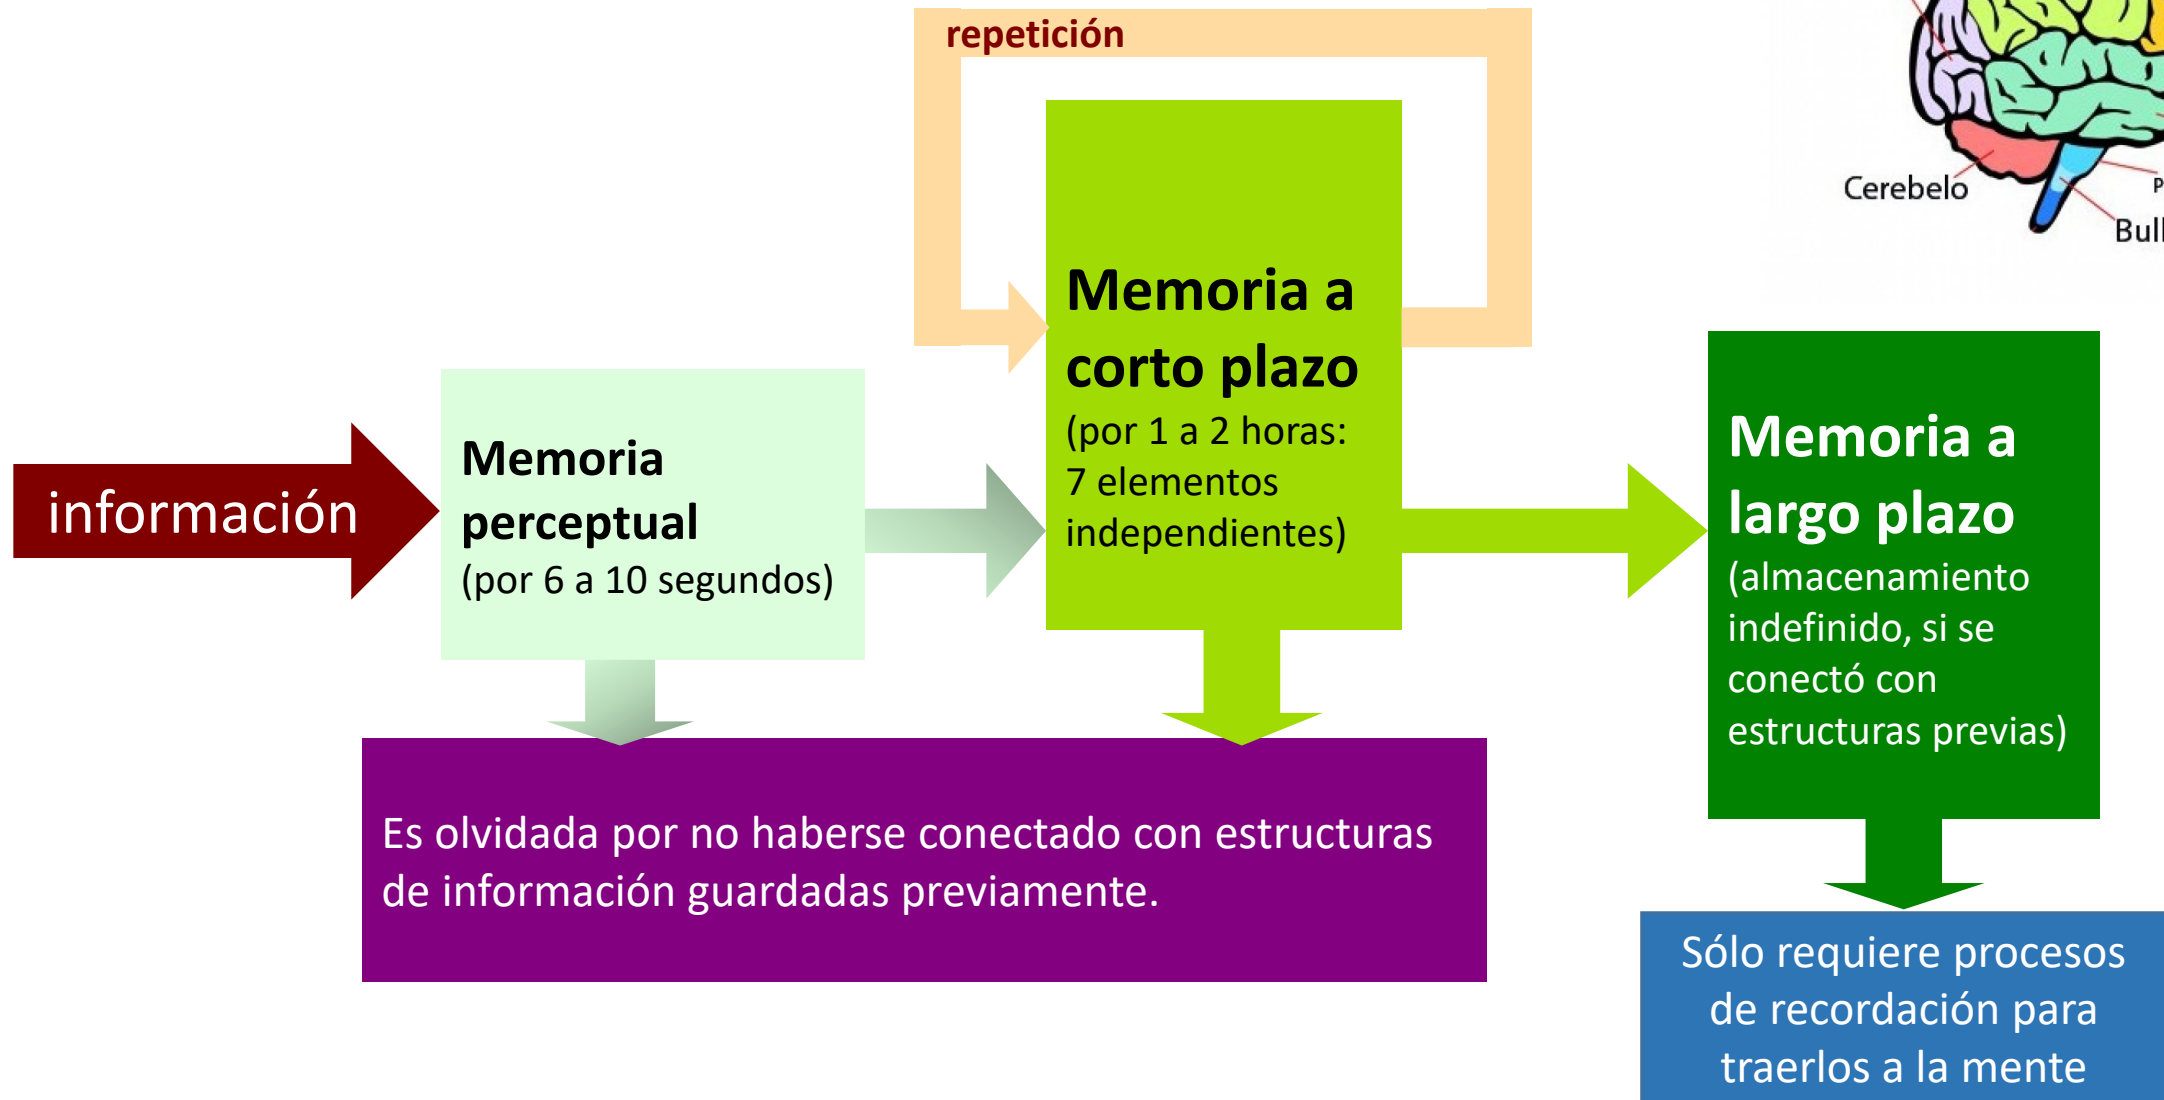 repetición
Cerebelo
información
Memoria
perceptual
(por 6 a 10 segundos)
Memoria a
corto plazo
(por 1 a 2 horas:
7 elementos
independientes)
Memoria a
largo plazo
(almacenamiento
indefinido, si se
conectó con
estructuras previas)
Es olvidada por no haberse conectado con estructuras
de información guardadas previamente.
Sólo requiere procesos
de recordación para
traerlos a la mente